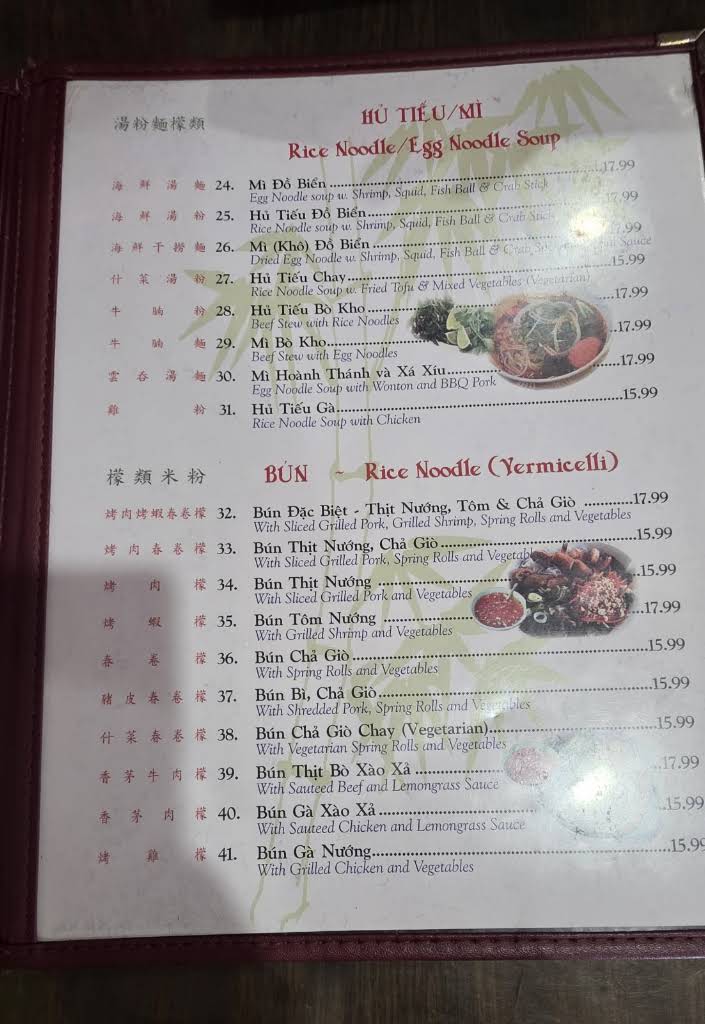 湯粉麵檬類
HỦ TIẾU/MÌ
Rice Noodle/Egg Noodle Soup
海鮮湯麵 24. Mì Đồ Biển 17.99
Egg Noodle soup w. Shrimp, Squid, Fish Ball & Crab Stick
海鮮湯粉 25. Hủ Tiếu Đồ Biển 17.99
Rice Noodle soup w. Shrimp, Squid, Fish Ball & Crab Stick
海鮮干撈麵 26. Mì (Khô) Đồ Biển 17.99
Dried Egg Noodle w. Shrimp, Squid, Fish Ball & Crab Sauce
什菜湯粉 27. Hủ Tiếu Chay 15.99
Rice Noodle Soup w. Fried Tofu & Mixed Vegetables (Vegetarian)
牛腩粉 28. Hủ Tiếu Bò Kho 17.99
Beef Stew with Rice Noodles
牛腩麵 29. Mì Bò Kho 17.99
Beef Stew with Egg Noodles
雲吞湯麵 30. Mì Hoành Thánh và Xá Xíu 17.99
Egg Noodle Soup with Wonton and BBQ Pork
雞粉 31. Hủ Tiếu Gà 15.99
Rice Noodle Soup with Chicken
檬類米粉 BÚN ~ Rice Noodle (Vermicelli)
烤肉烤蝦春卷檬 32. Bún Đặc Biệt - Thịt Nướng, Tôm & Chả Giò 17.99
With Sliced Grilled Pork, Grilled Shrimp, Spring Rolls and Vegetables
烤肉春卷檬 33. Bún Thịt Nướng, Chả Giò 15.99
With Sliced Grilled Pork, Spring Rolls and Vegetabl
烤肉檬 34. Bún Thịt Nướng 15.99
With Sliced Grilled Pork and Vegetables
烤蝦檬 35. Bún Tôm Nướng 17.99
With Grilled Shrimp and Vegetables
春卷檬 36. Bún Chả Giò 15.99
With Spring Rolls and Vegetables
豬皮春卷檬 37. Bún Bì, Chả Giò 15.99
With Shredded Pork, Spring Rolls and Vegetables
什菜春卷檬 38. Bún Chả Giò Chay (Vegetarian) 15.99
With Vegetarian Spring Rolls and Vegetables
香茅牛肉檬 39. Bún Thịt Bò Xào Xả 17.99
With Sauteed Beef and Lemongrass Sauce
香茅肉檬 40. Bún Gà Xào Xả 15.99
With Sauteed Chicken and Lemongrass Sauce
烤雞檬 41. Bún Gà Nướng 15.99
With Grilled Chicken and Vegetables